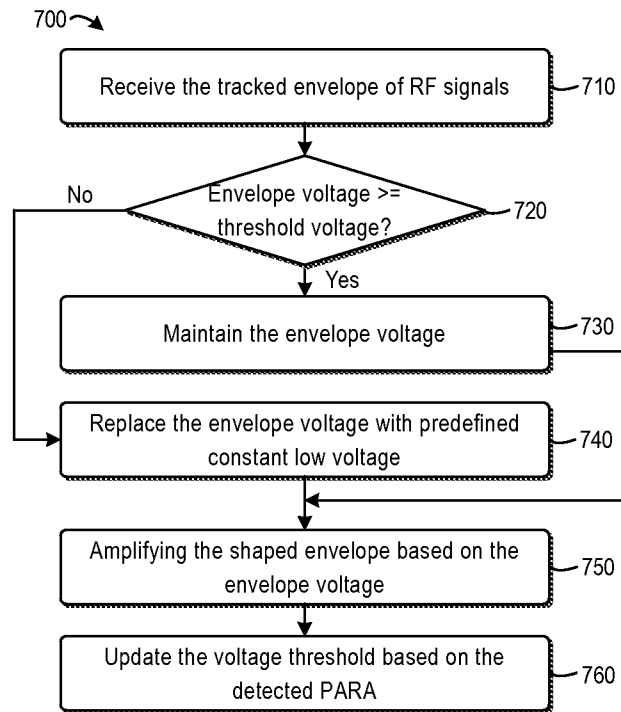 700
Receive the tracked envelope of RF signals
710
No
Envelope voltage >=
threshold voltage?
720
Yes
Maintain the envelope voltage
730
Replace the envelope voltage with predefined
constant low voltage
740
Amplifying the shaped envelope based on the
envelope voltage
750
Update the voltage threshold based on the
detected PARA
760